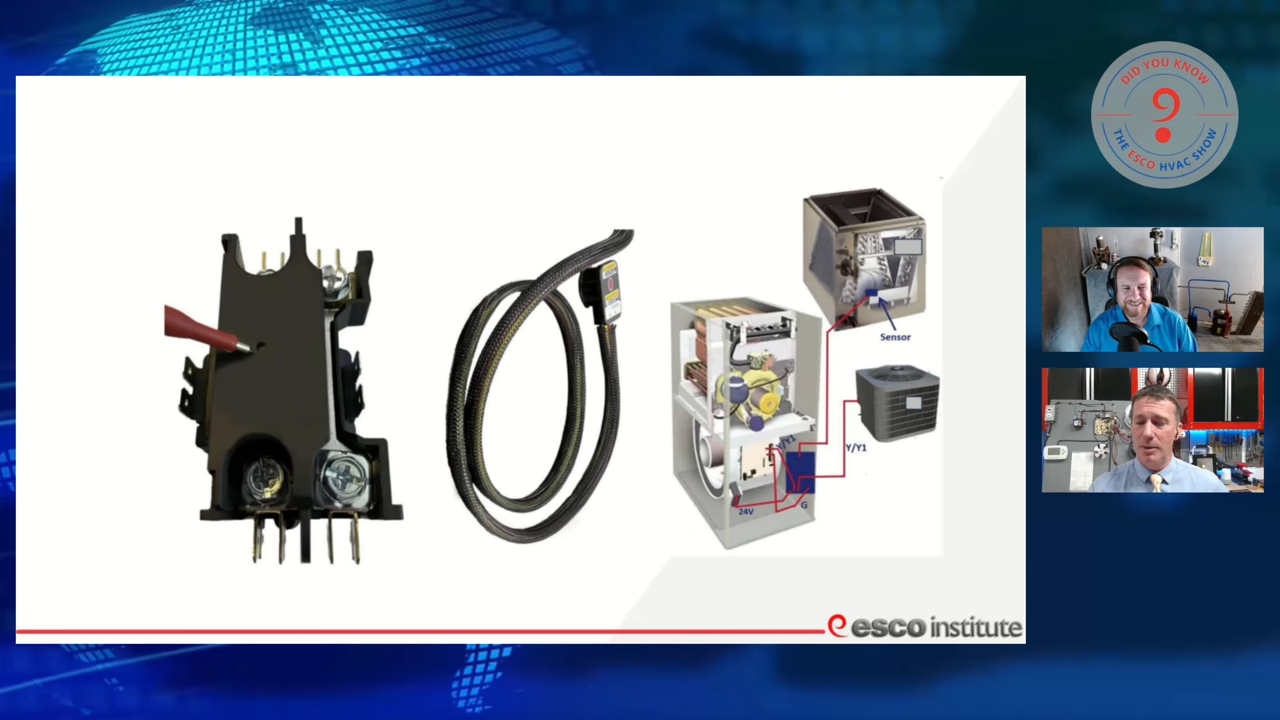 DID YOU KNOW
?
THE ESCO HVAC SHOW
Sensor
Y/Y1
Y/Y1
24V
G
esco institute